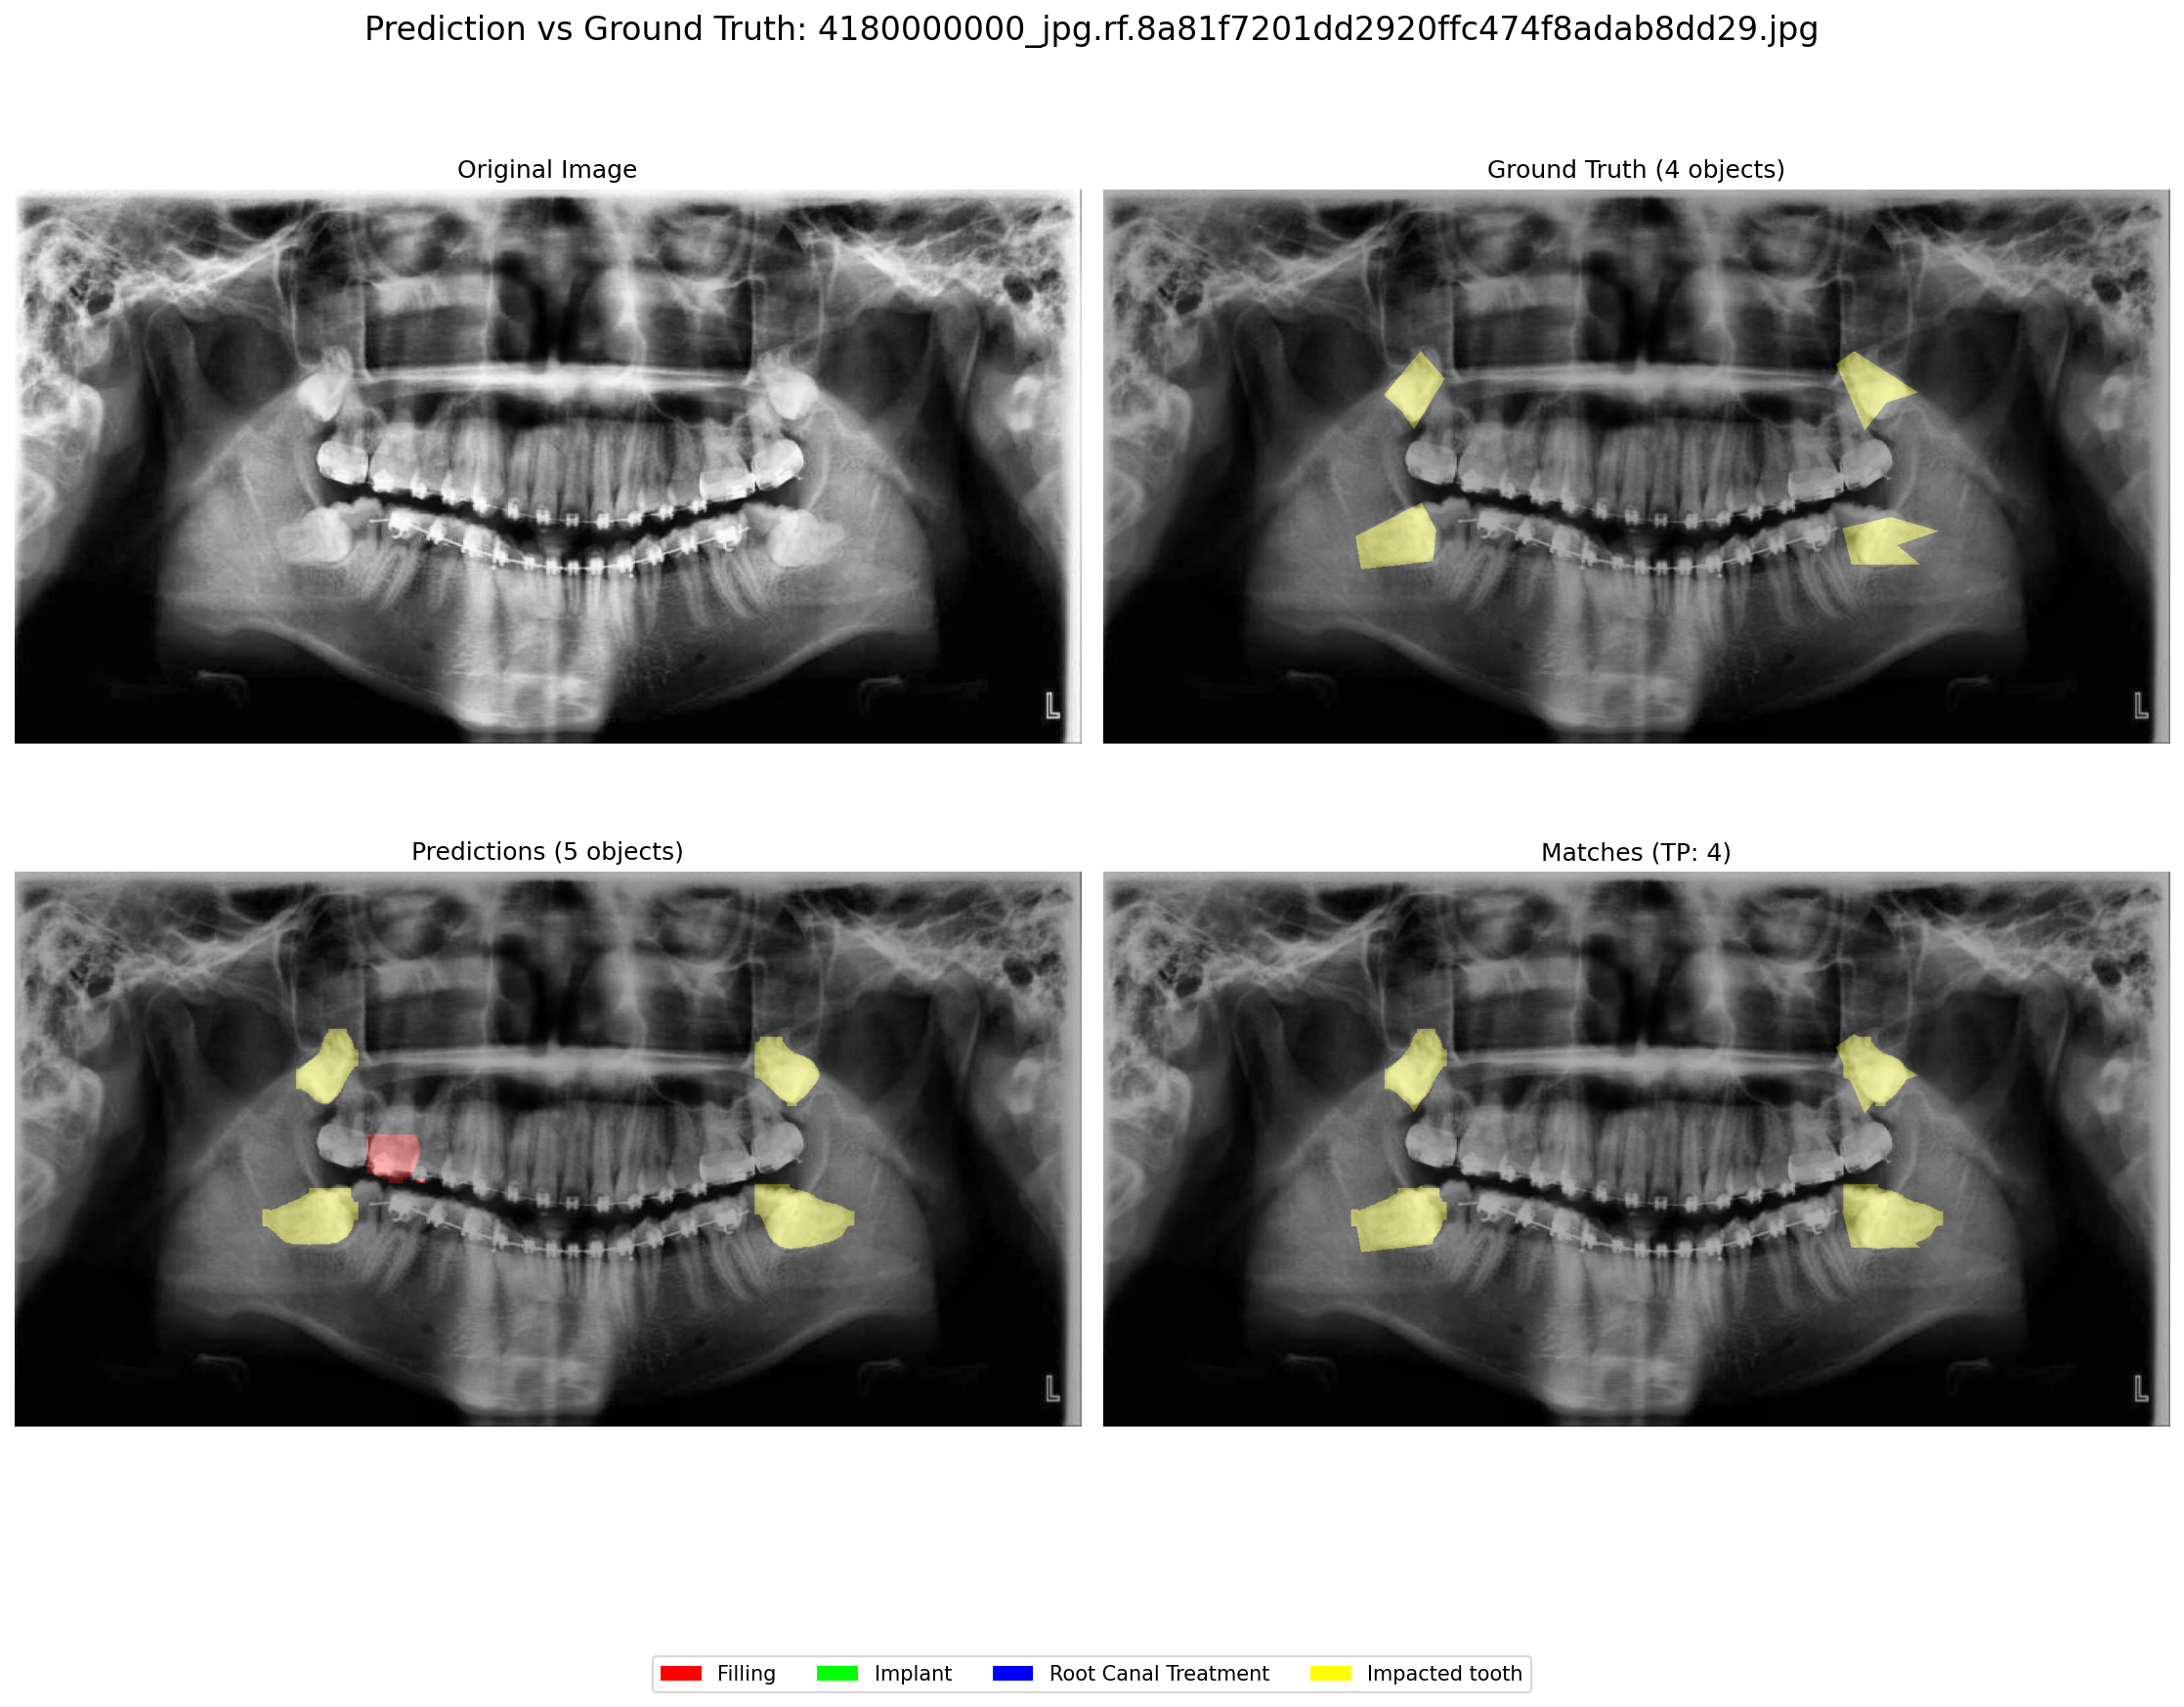 Prediction vs Ground Truth: 4180000000_jpg.rf.8a81f7201dd2920ffc474f8adab8dd29.jpg
Original Image
Ground Truth (4 objects)
L
L
Predictions (5 objects)
Matches (TP: 4)
L
L
Filling
Implant
Root Canal Treatment
Impacted tooth